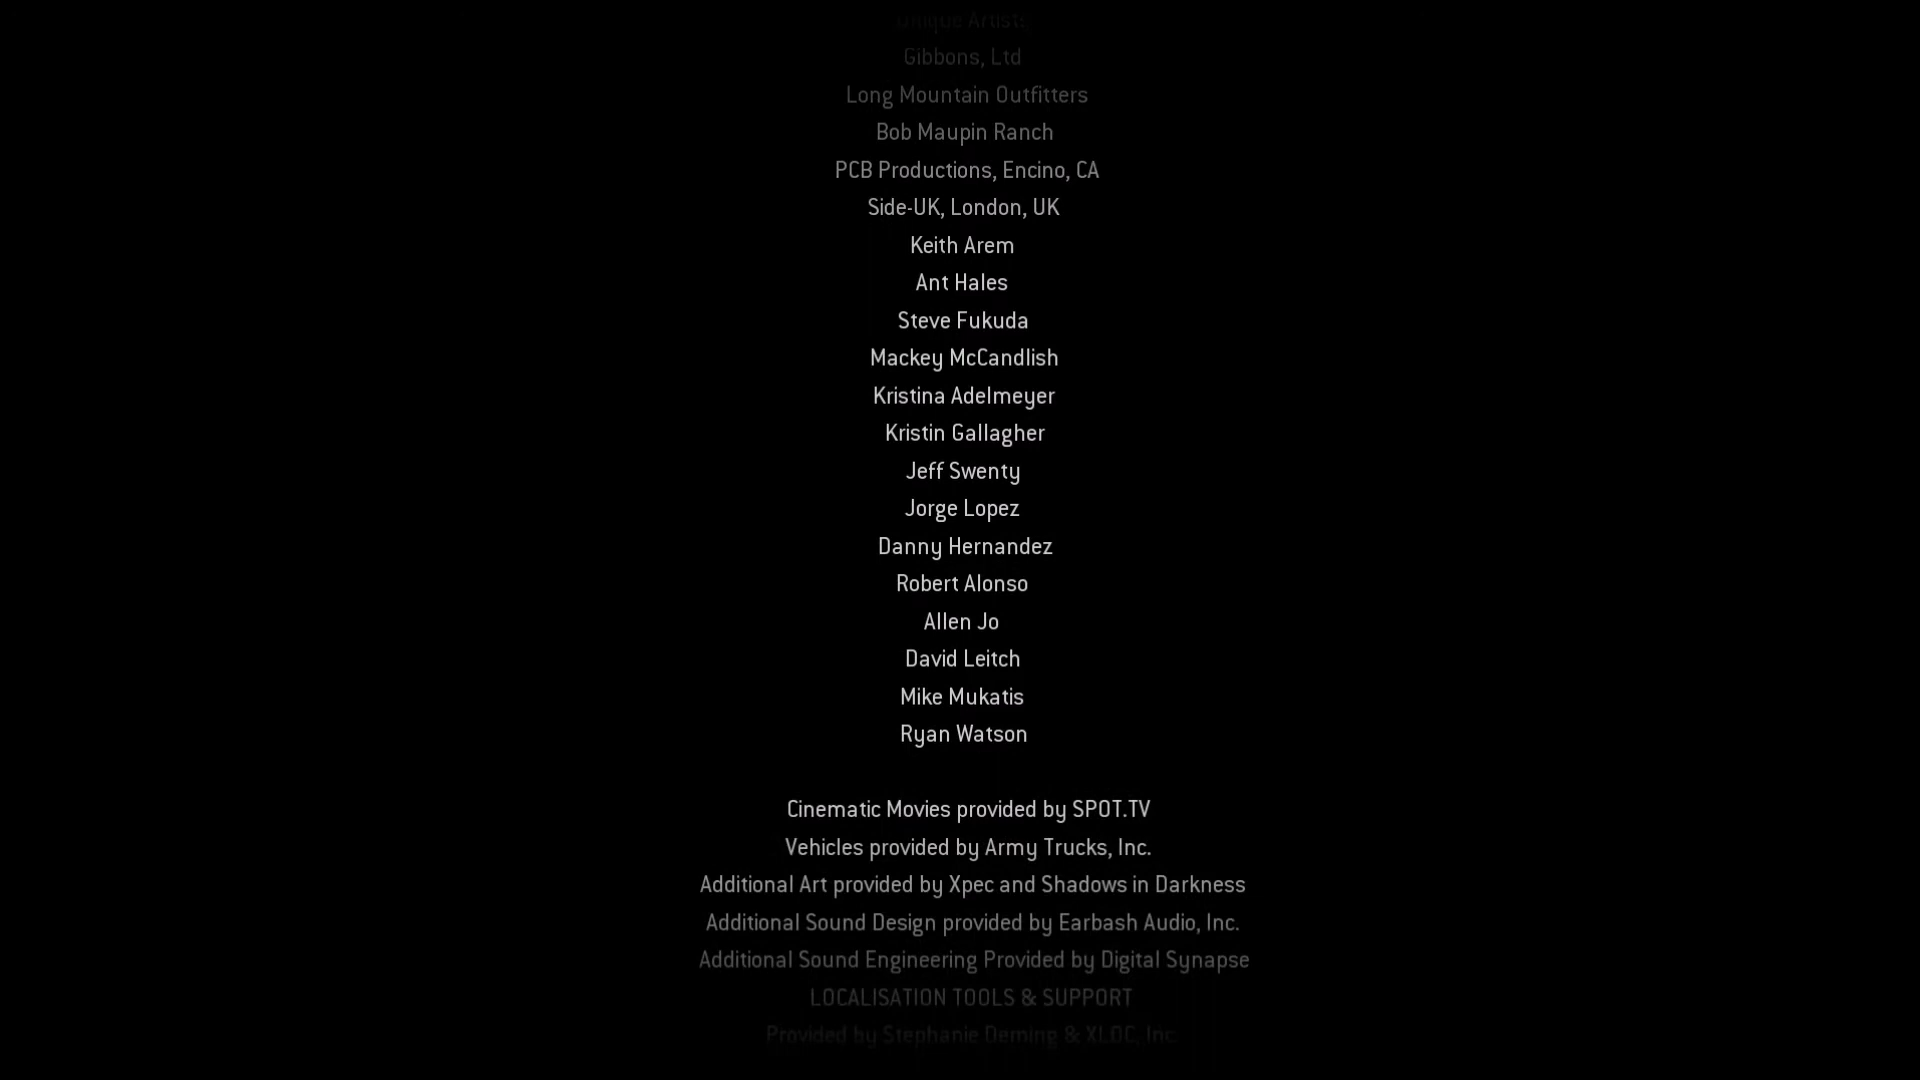 Unique Artists
Gibbons, Ltd
Long Mountain Outfitters
Bob Maupin Ranch
PCB Productions, Encino, CA
Side-UK, London, UK
Keith Arem
Ant Hales
Steve Fukuda
Mackey McCandlish
Kristina Adelmeyer
Kristin Gallagher
Jeff Swenty
Jorge Lopez
Danny Hernandez
Robert Alonso
Allen Jo
David Leitch
Mike Mukatis
Ryan Watson
Cinematic Movies provided by SPOT.TV
Vehicles provided by Army Trucks, Inc.
Additional Art provided by Xpec and Shadows in Darkness
Additional Sound Design provided by Earbash Audio, Inc.
Additional Sound Engineering Provided by Digital Synapse
LOCALISATION TOOLS & SUPPORT
Provided by Stephanie Deming & XLOC, Inc.